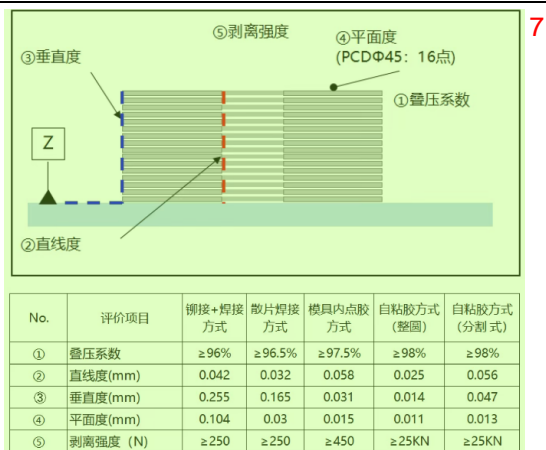 7
⑤剥离强度
④平面度
(PCDΦ45：16点)
③垂直度
①叠压系数
Z
②直线度
No. 评价项目 铆接+焊接方式 散片焊接方式 模具内点胶方式 自粘胶方式(整圆) 自粘胶方式(分割式)
① 叠压系数 ≥96% ≥96.5% ≥97.5% ≥98% ≥98%
② 直线度(mm) 0.042 0.032 0.058 0.025 0.056
③ 垂直度(mm) 0.255 0.165 0.031 0.014 0.047
④ 平面度(mm) 0.104 0.03 0.015 0.011 0.013
⑤ 剥离强度（N) ≥250 ≥250 ≥450 ≥25KN ≥25KN